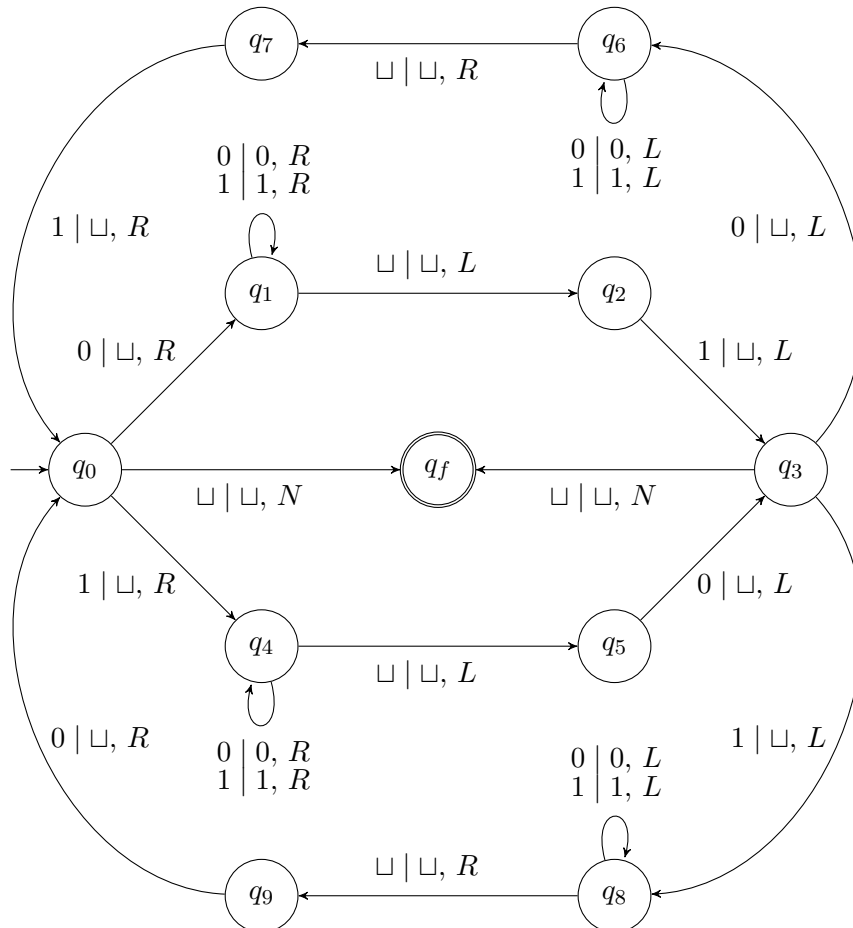 q₇
q₆
⊔ | ⊔, R
0 | 0, R
1 | 1, R
0 | 0, L
1 | 1, L
1 | ⊔, R
0 | ⊔, L
⊔ | ⊔, L
q₁
q₂
0 | ⊔, R
1 | ⊔, L
q₀
q_f
q₃
⊔ | ⊔, N
⊔ | ⊔, N
1 | ⊔, R
0 | ⊔, L
q₄
q₅
⊔ | ⊔, L
0 | ⊔, R
1 | ⊔, L
0 | 0, R
1 | 1, R
0 | 0, L
1 | 1, L
⊔ | ⊔, R
q₉
q₈